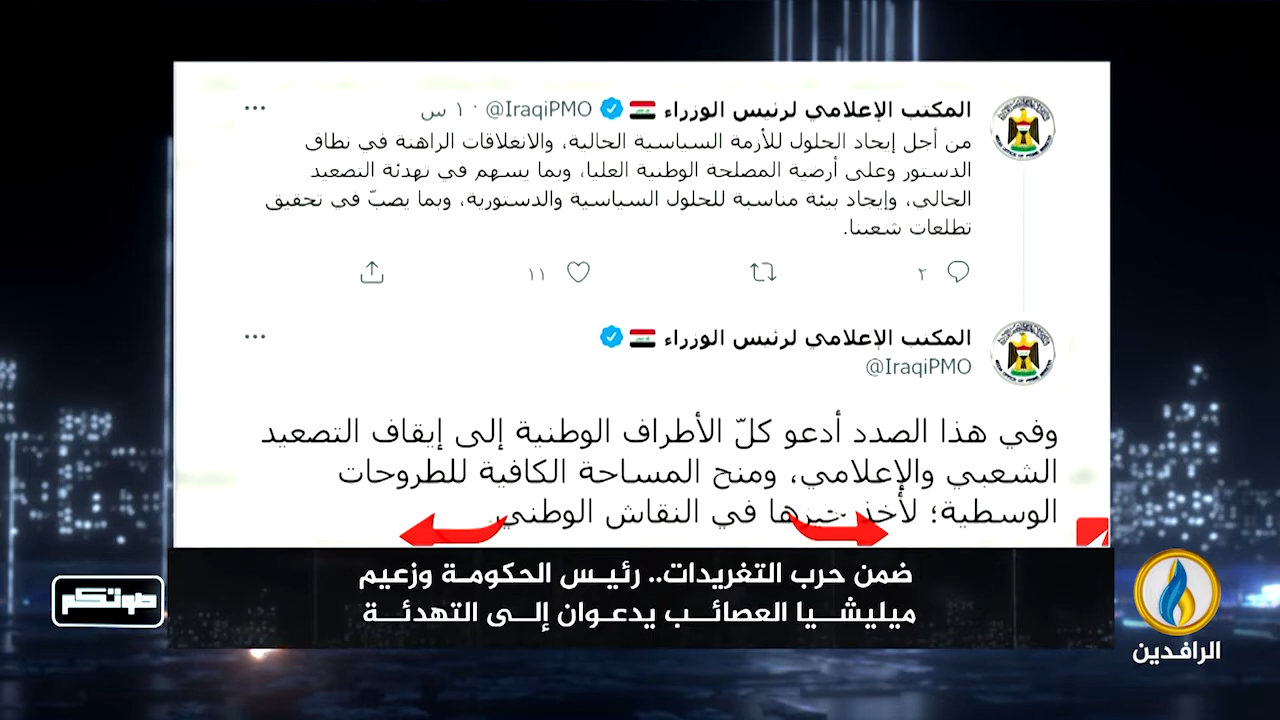 المكتب الإعلامي لرئيس الوزراء @IraqiPMO · ١٠ س
من أجل إيجاد الحلول للأزمة السياسية الحالية، والانغلاقات الراهنة في نطاق
الدستور وعلى أرضية المصلحة الوطنية العليا، وبما يسهم في تهدئة التصعيد
الحالي، وإيجاد بيئة مناسبة للحلول السياسية والدستورية، وبما يصبّ في تحقيق
تطلعات شعبنا.
٢ ١١
المكتب الإعلامي لرئيس الوزراء
@IraqiPMO
وفي هذا الصدد أدعو كلّ الأطراف الوطنية إلى إيقاف التصعيد
الشعبي والإعلامي، ومنح المساحة الكافية للطروحات
الوسطية؛ لأخذ حيزها في النقاش الوطني.
ضمن حرب التغريدات.. رئيس الحكومة وزعيم
ميليشيا العصائب يدعوان إلى التهدئة
صوتكم
الرافدين